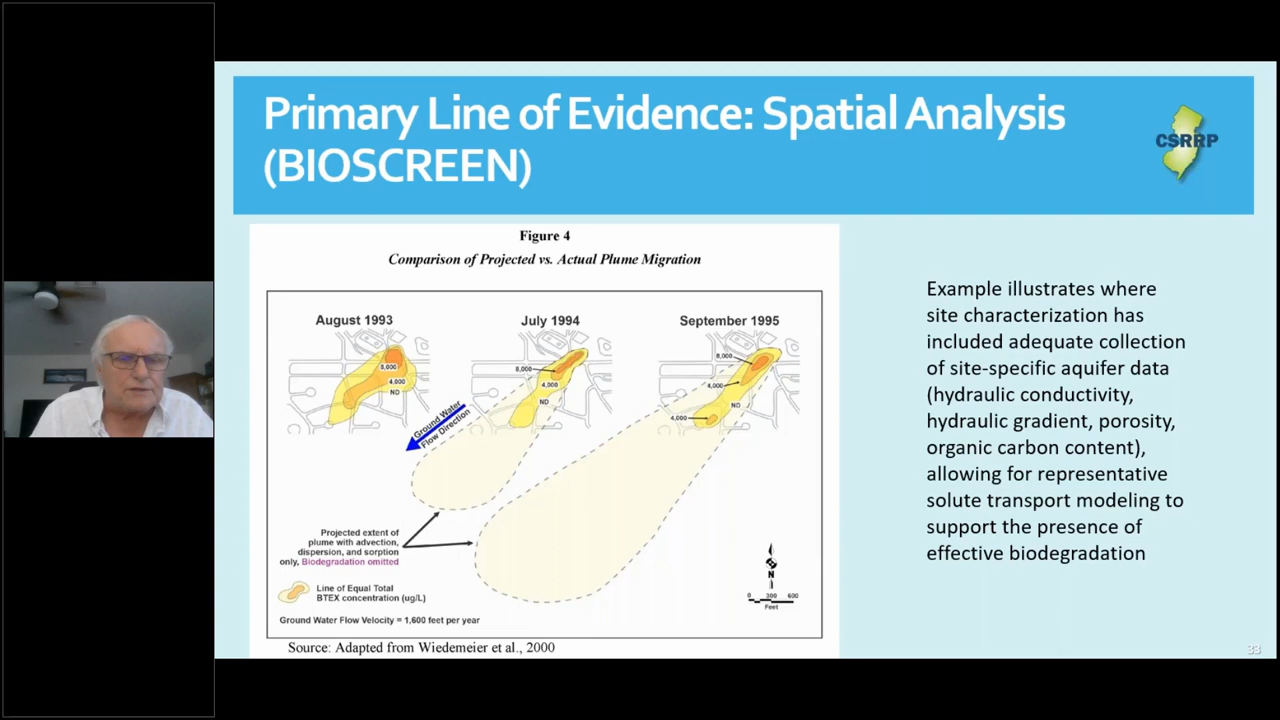 Primary Line of Evidence: Spatial Analysis
(BIOSCREEN)
CSRRP
Figure 4
Comparison of Projected vs. Actual Plume Migration
August 1993
July 1994
September 1995
8,000
4,000
ND
8,000
4,000
ND
8,000
4,000
ND
4,000
Ground Water
Flow Direction
Projected extent of
plume with advection,
dispersion, and sorption
only, Biodegradation omitted
Line of Equal Total
BTEX concentration (ug/L)
Ground Water Flow Velocity = 1,600 feet per year
N
0 300 600
Feet
Source: Adapted from Wiedemeier et al., 2000
Example illustrates where
site characterization has
included adequate collection
of site-specific aquifer data
(hydraulic conductivity,
hydraulic gradient, porosity,
organic carbon content),
allowing for representative
solute transport modeling to
support the presence of
effective biodegradation
33